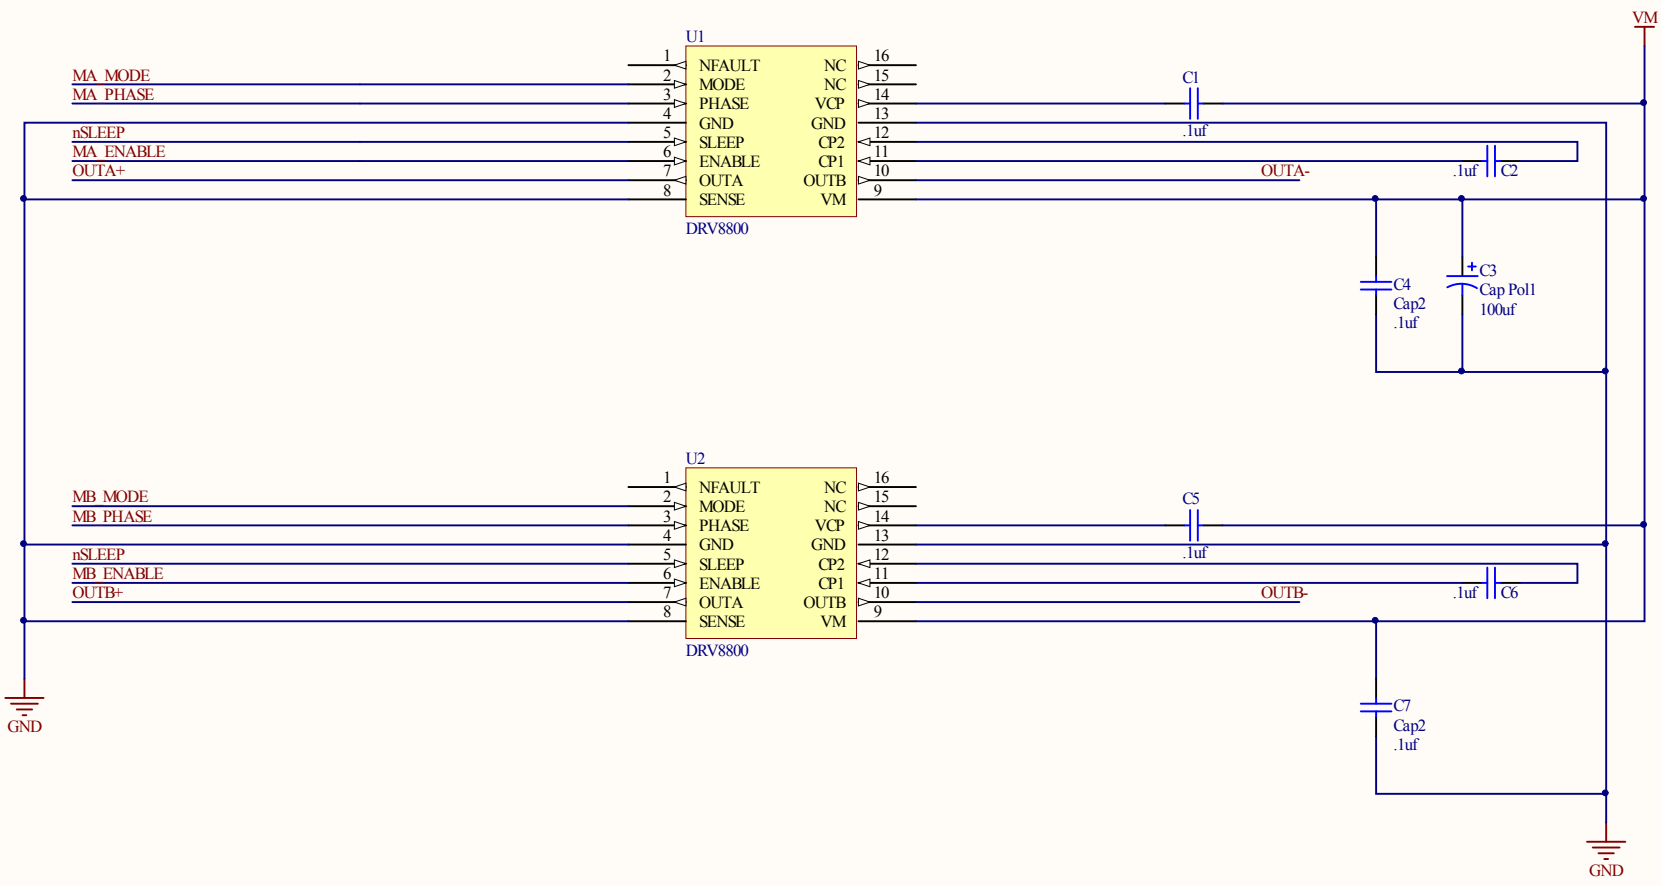 VM
U1
1 NFAULT NC 16
MA_MODE 2 MODE NC 15
MA_PHASE 3 PHASE VCP 14 C1 .1uf
4 GND GND 13
nSLEEP 5 SLEEP CP2 12
MA_ENABLE 6 ENABLE CP1 11 .1uf C2
OUTA+ 7 OUTA OUTB 10 OUTA-
8 SENSE VM 9
DRV8800
C4
Cap2
.1uf
+ C3
Cap Pol1
100uf
U2
1 NFAULT NC 16
MB_MODE 2 MODE NC 15
MB_PHASE 3 PHASE VCP 14 C5 .1uf
4 GND GND 13
nSLEEP 5 SLEEP CP2 12
MB_ENABLE 6 ENABLE CP1 11 .1uf C6
OUTB+ 7 OUTA OUTB 10 OUTB-
8 SENSE VM 9
DRV8800
GND
C7
Cap2
.1uf
GND